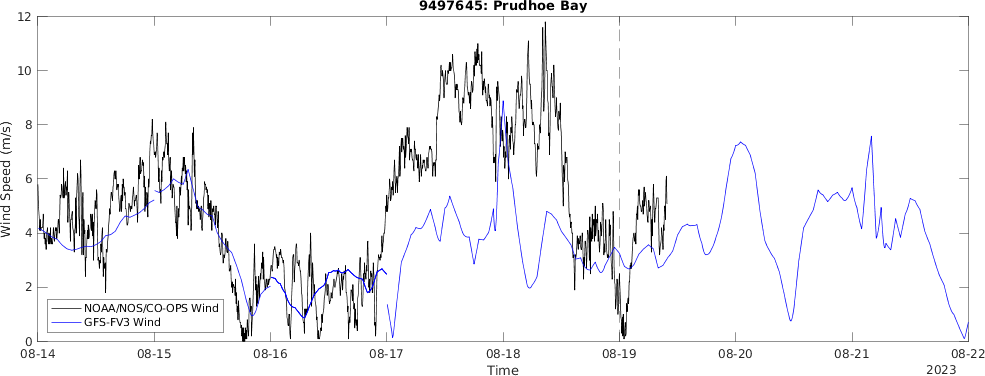 9497645: Prudhoe Bay
12
10
8
6
4
2
0
Wind Speed (m/s)
NOAA/NOS/CO-OPS Wind
GFS-FV3 Wind
08-14 08-15 08-16 08-17 08-18 08-19 08-20 08-21 08-22
Time
2023